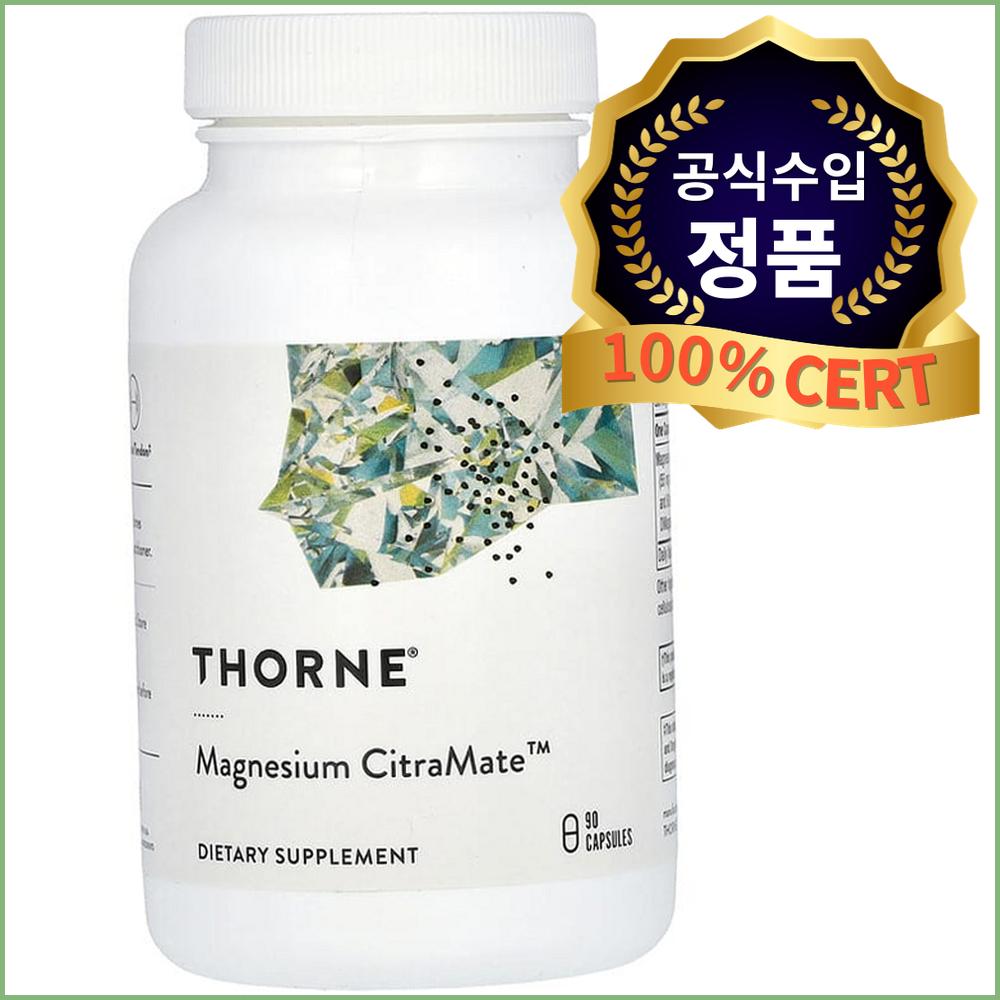 공식수입
정품
100% CERT
THORNE®
Magnesium CitraMate™
DIETARY SUPPLEMENT
90
CAPSULES